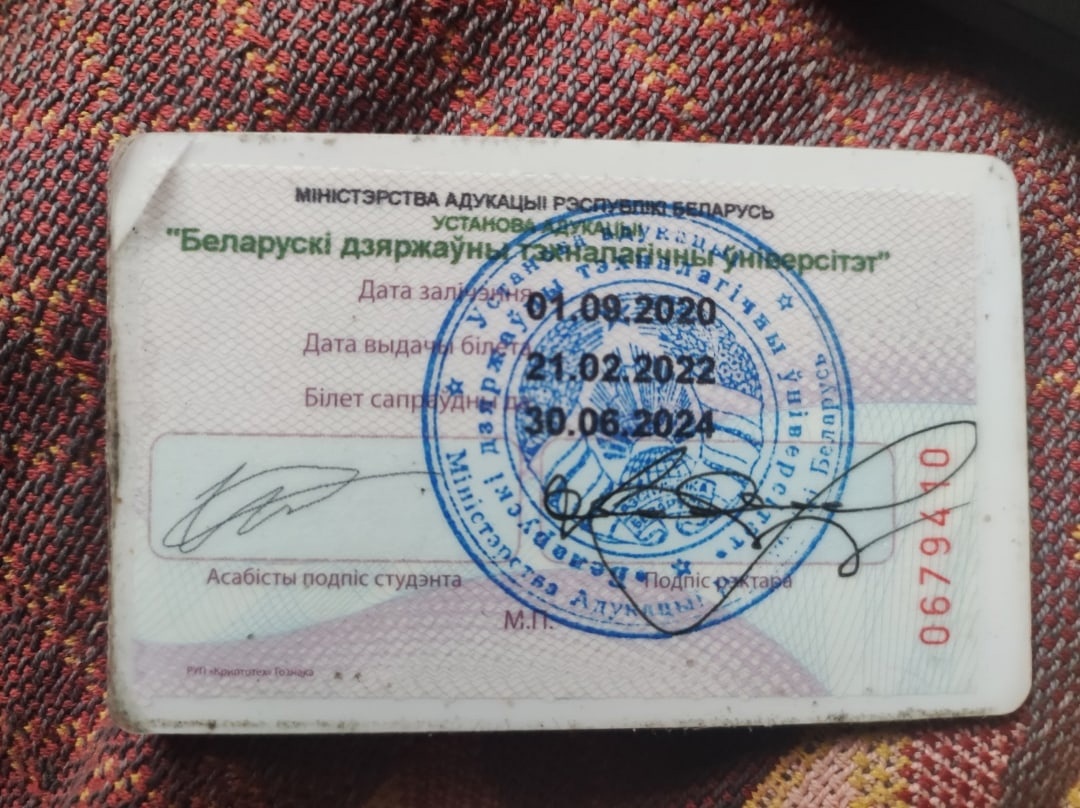 МІНІСТЭРСТВА АДУКАЦЫІ РЭСПУБЛІКІ БЕЛАРУСЬ
УСТАНОВА АДУКАЦЫІ
"Беларускі дзяржаўны тэхналагічны ўніверсітэт"
Дата залічэння 01.09.2020
Дата выдачы білета 21.02.2022
Білет сапраўдны да 30.06.2024
Асабісты подпіс студэнта Подпіс рэктара
М.П.
РУП «Криптотех» Гознака
0679410
Міністэрства Адукацыі Рэспублікі Беларусь
Установа адукацыі
"Беларускі дзяржаўны тэхналагічны ўніверсітэт"